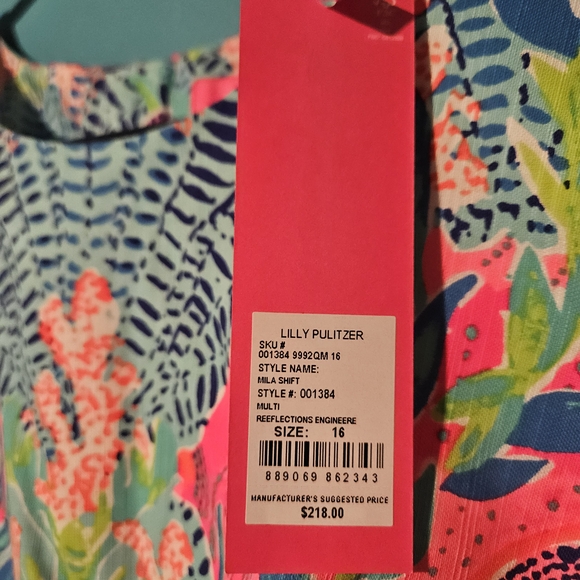 LILLY PULITZER
SKU #
001384 9992QM 16
STYLE NAME:
MILA SHIFT
STYLE #: 001384
MULTI
REEFLECTIONS ENGINEERE
SIZE: 16
889069 862343
MANUFACTURER'S SUGGESTED PRICE
$218.00